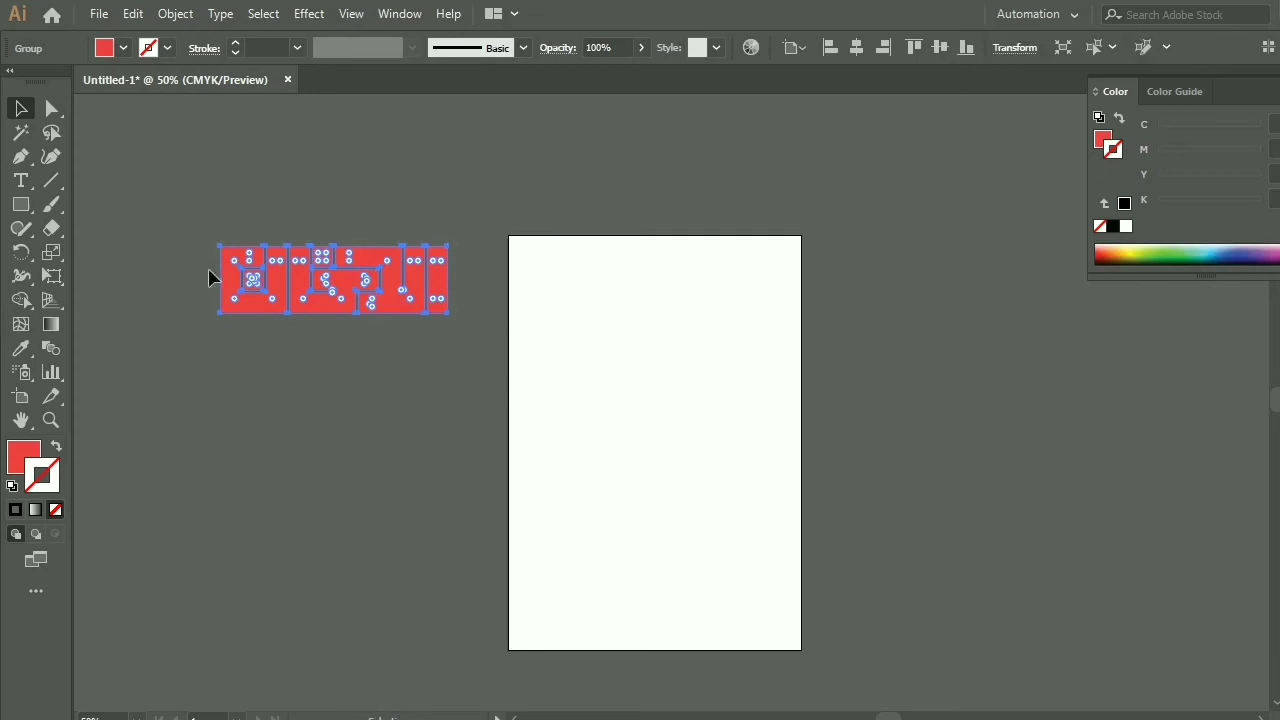 Ai File Edit Object Type Select Effect View Window Help Automation Search Adobe Stock
Group Stroke: Basic Opacity: 100% Style: Transform
Untitled-1* @ 50% (CMYK/Preview) ×
Color Color Guide
C
M
Y
K